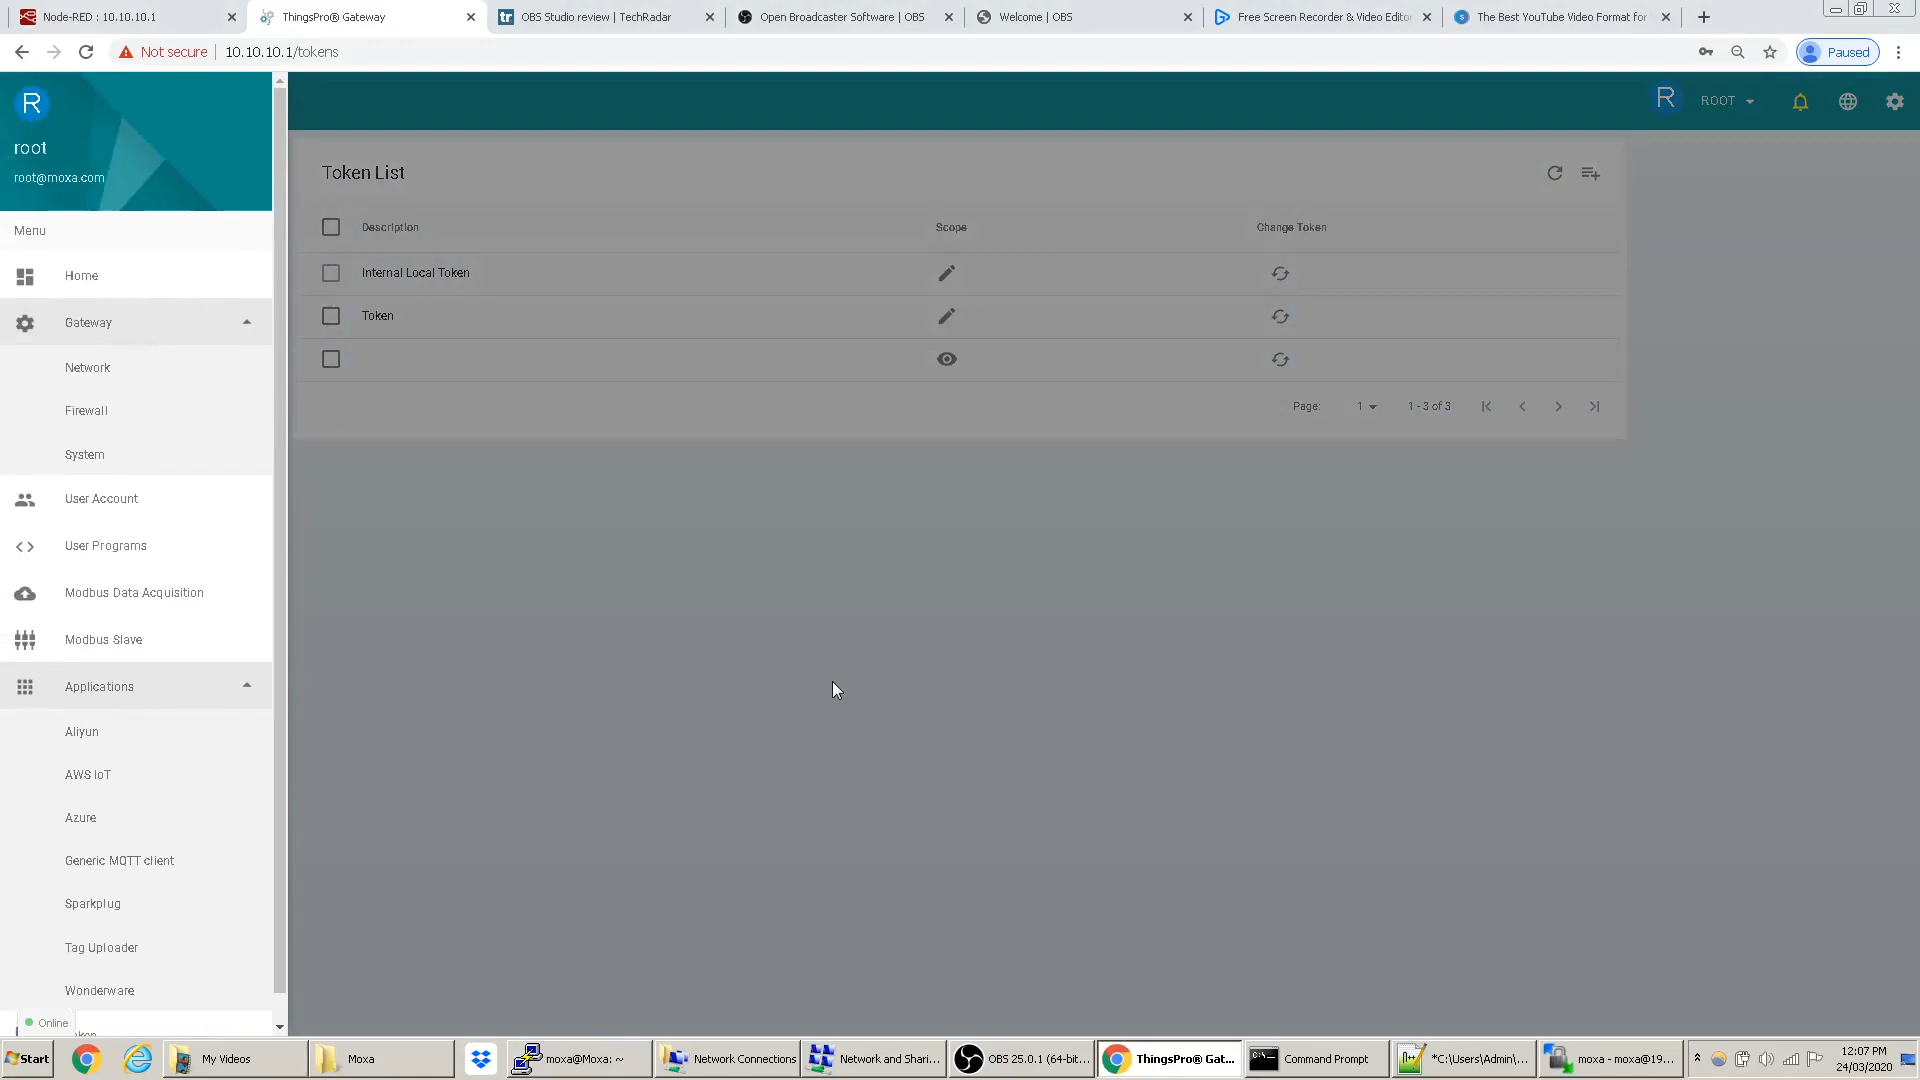 Node-RED : 10.10.10.1
ThingsPro® Gateway
OBS Studio review | TechRadar
Open Broadcaster Software | OBS
Welcome | OBS
Free Screen Recorder & Video Editor
The Best YouTube Video Format for
Not secure
10.10.10.1/tokens
Paused
R
root
root@moxa.com
R
ROOT
Menu
Home
Gateway
Network
Firewall
System
User Account
User Programs
Modbus Data Acquisition
Modbus Slave
Applications
Aliyun
AWS IoT
Azure
Generic MQTT client
Sparkplug
Tag Uploader
Wonderware
Online
Token List
Description
Scope
Change Token
Internal Local Token
Token
Page:
1
1 - 3 of 3
Start
My Videos
Moxa
moxa@Moxa: ~
Network Connections
Network and Shari...
OBS 25.0.1 (64-bit...
ThingsPro® Gat...
Command Prompt
*C:\Users\Admin\...
moxa - moxa@19...
12:07 PM
24/03/2020